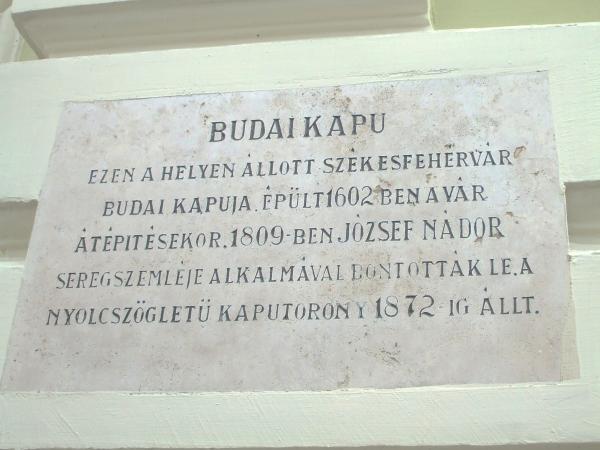 BUDAI KAPU
EZEN A HELYEN ÁLLOTT SZÉKESFEHÉRVÁR
BUDAI KAPUJA. ÉPÜLT 1602 BEN A VÁR
ÁTÉPITÉSEKOR. 1809-BEN JÓZSEF NÁDOR
SEREGSZEMLÉJE ALKALMÁVAL BONTOTTÁK LE. A
NYOLCSZÖGLETÜ KAPUTORONY 1872-IG ÁLLT.